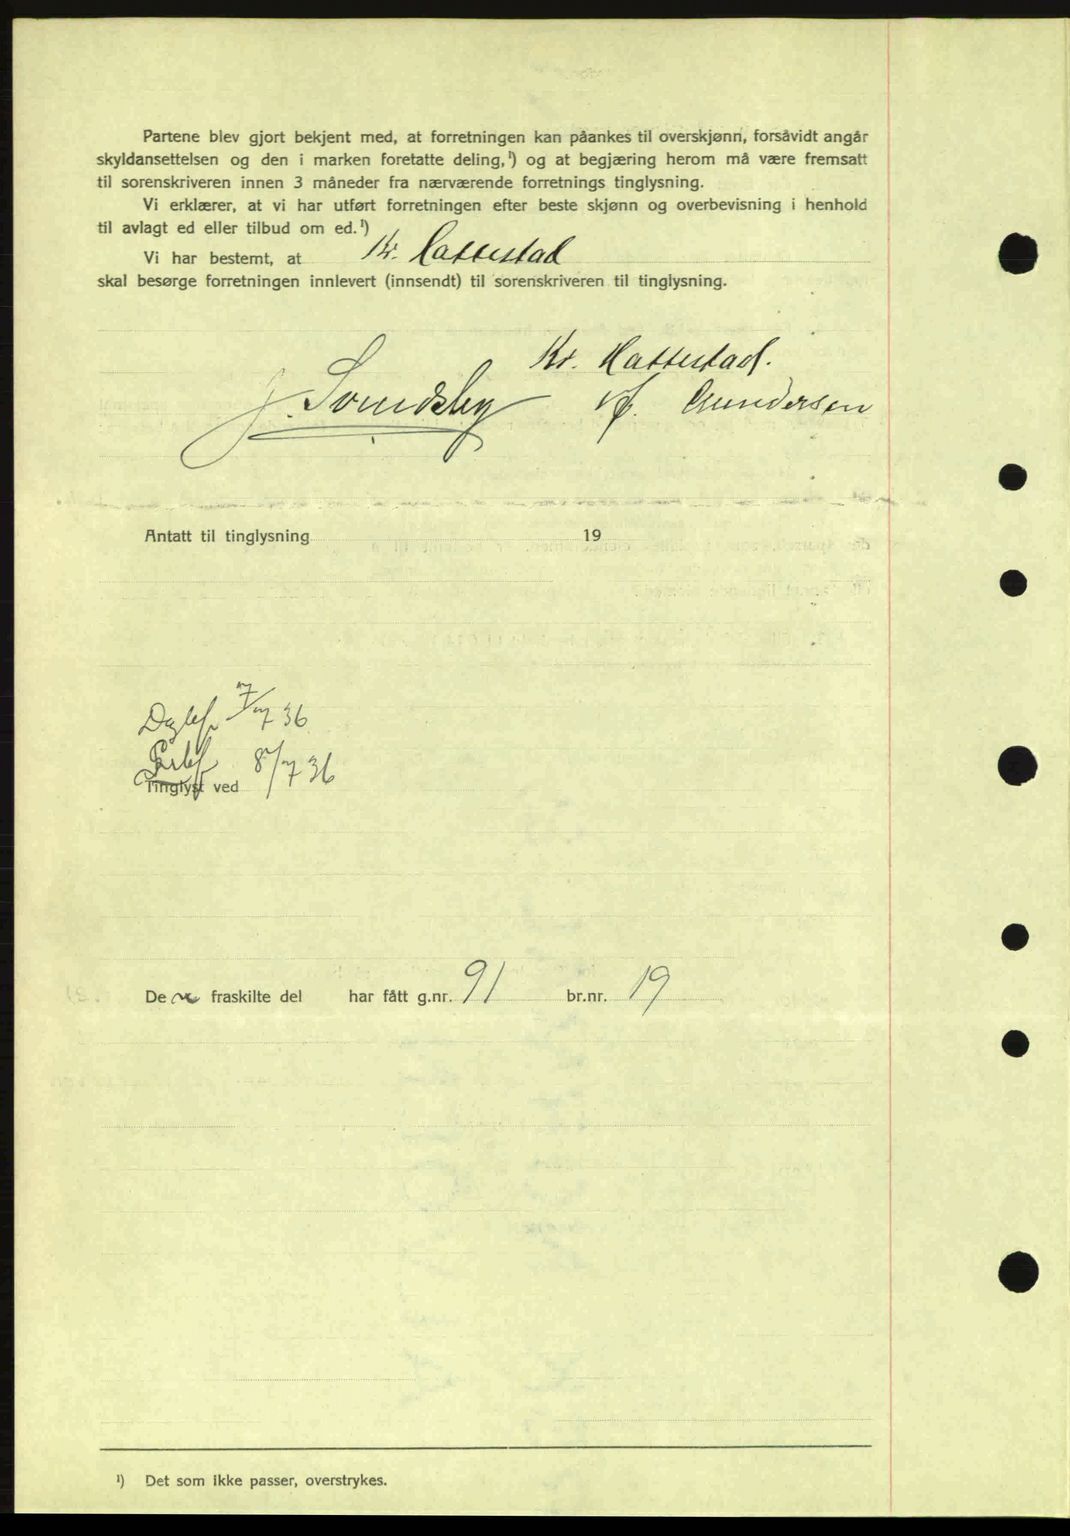 Partene blev gjort bekjent med, at forretningen kan påankes til overskjønn, forsåvidt angår
skyldansettelsen og den i marken foretatte deling,¹) og at begjæring herom må være fremsatt
til sorenskriveren innen 3 måneder fra nærværende forretnings tinglysning.
Vi erklærer, at vi har utført forretningen efter beste skjønn og overbevisning i henhold
til avlagt ed eller tilbud om ed.¹)
Vi har bestemt, at Kr. Hattestad
skal besørge forretningen innlevert (innsendt) til sorenskriveren til tinglysning.
Kr. Hattestad.
J. Svendsby Gundersen
Antatt til tinglysning 19
Dagbf 7/7 36
8/7 36
Tinglyst ved
De n fraskilte del har fått g.nr. 91 br.nr. 19
¹) Det som ikke passer, overstrykes.